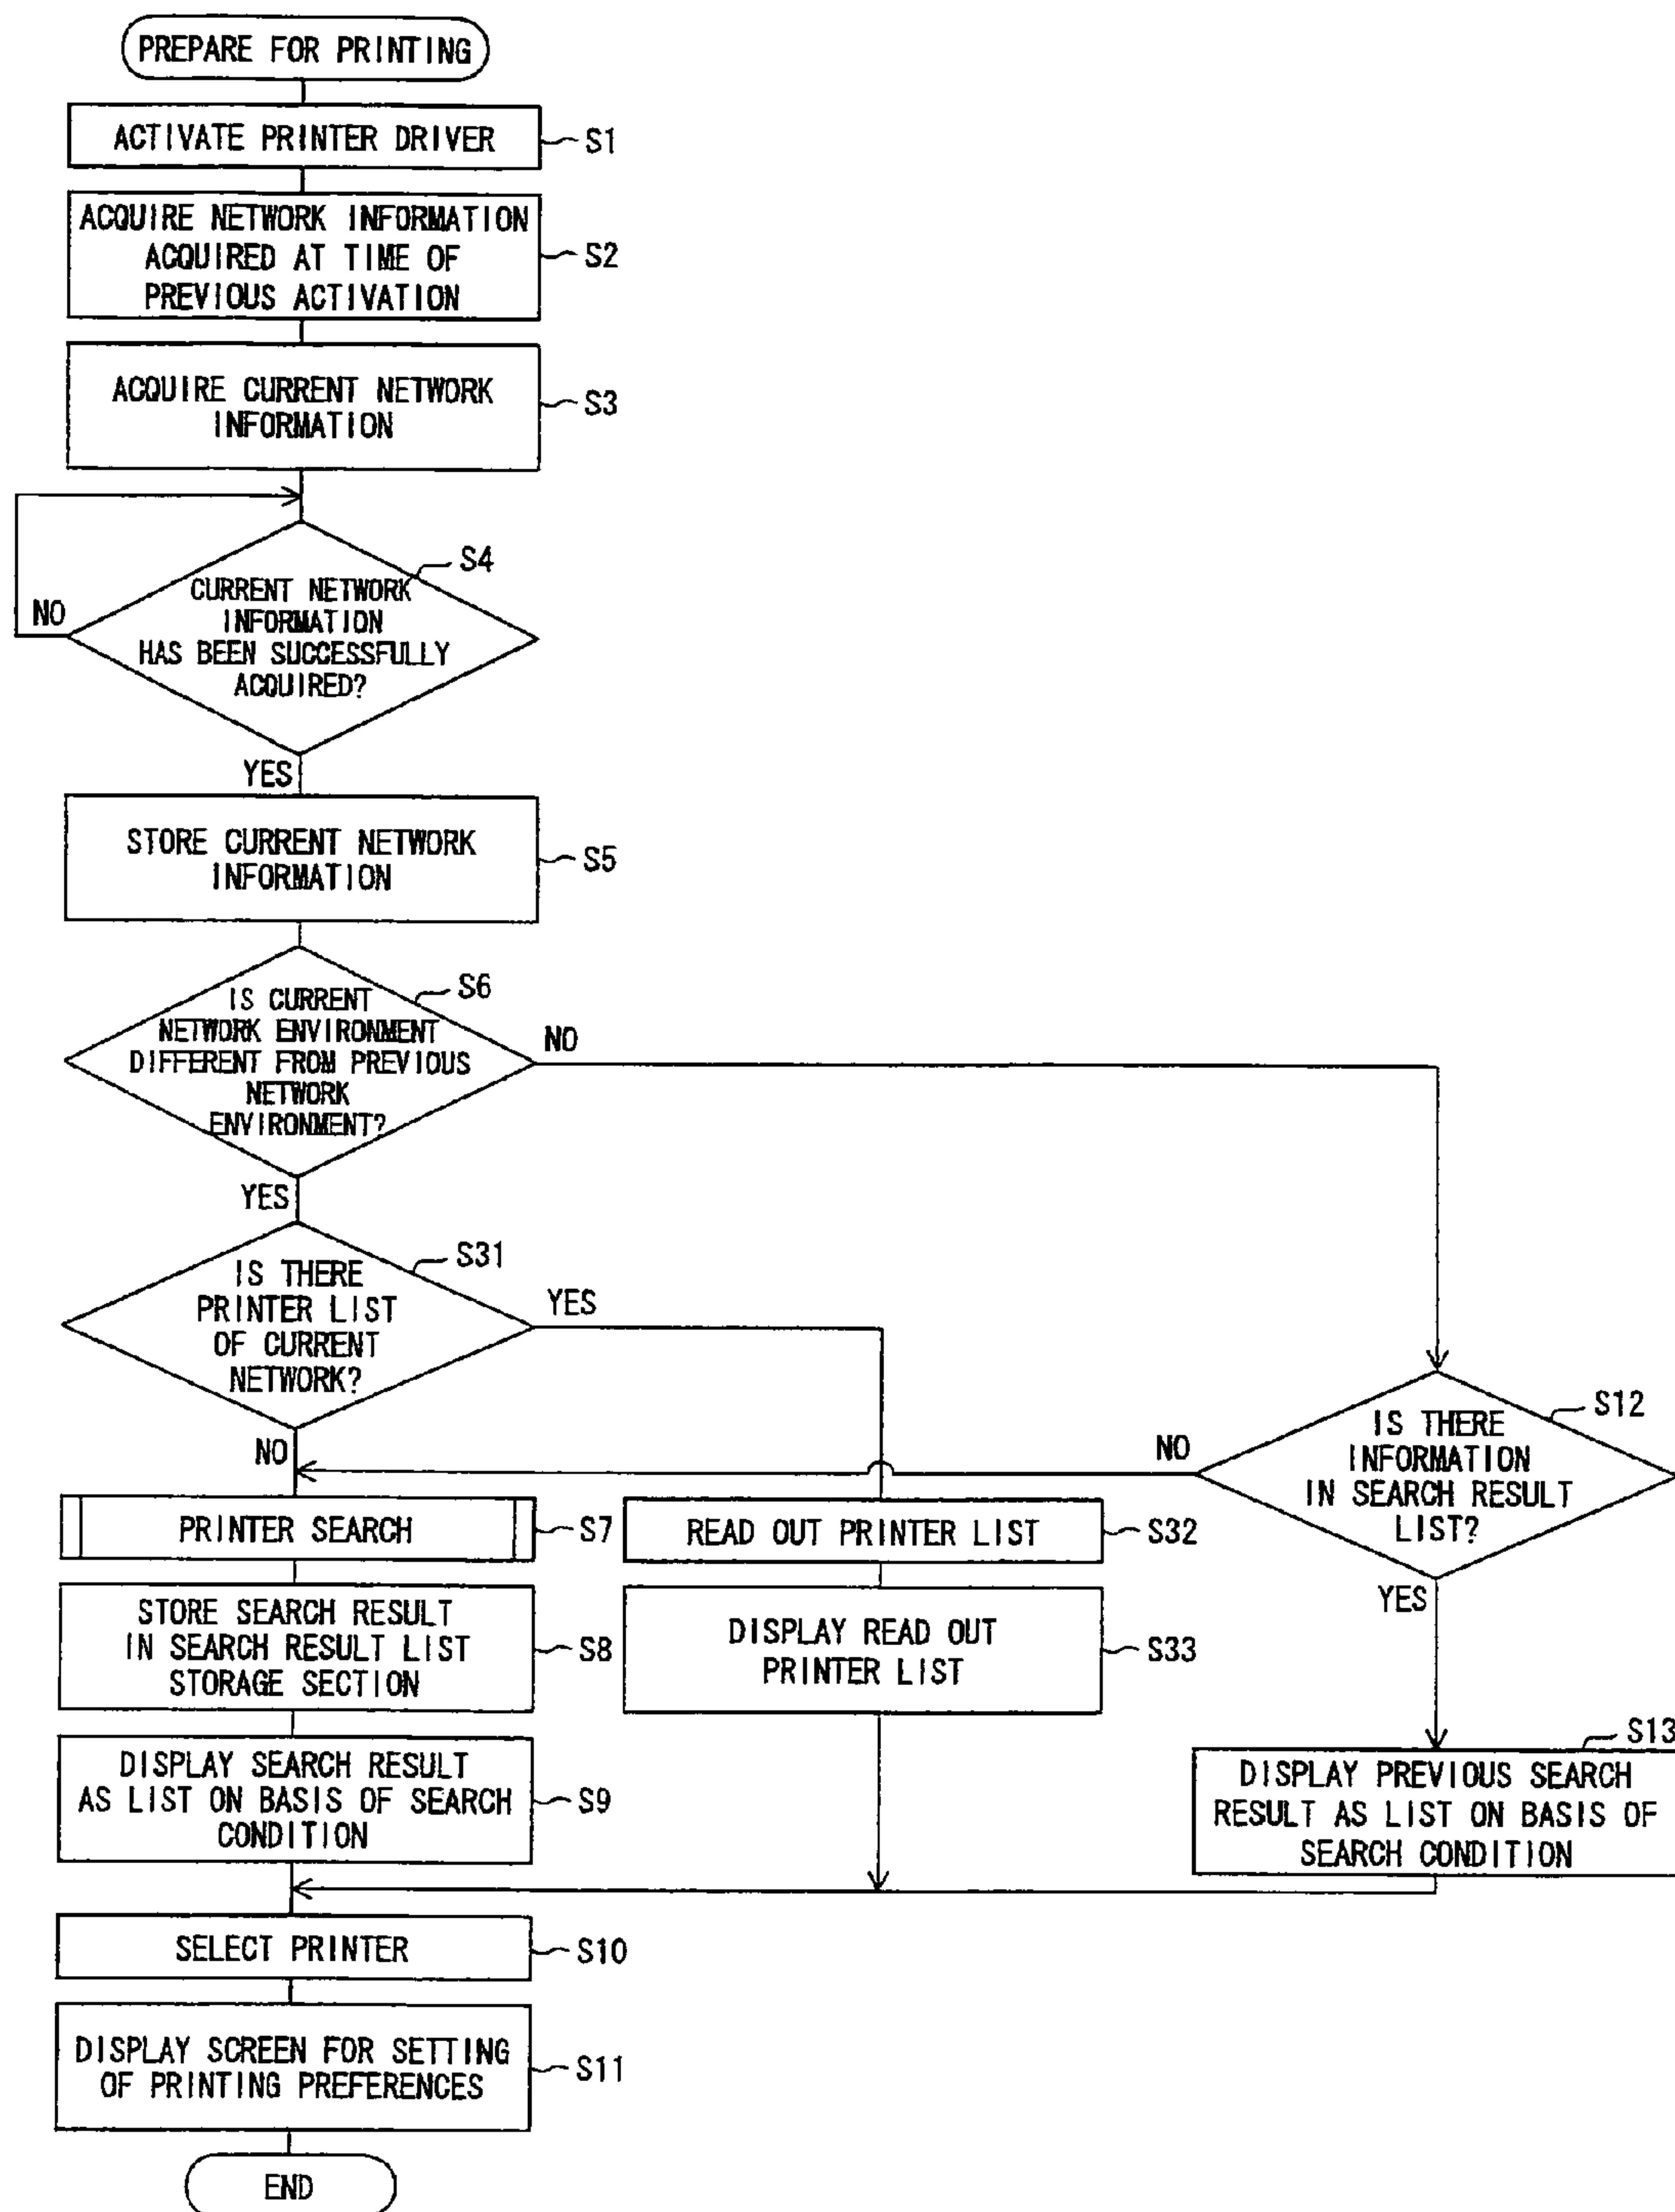 PREPARE FOR PRINTING
ACTIVATE PRINTER DRIVER
S1
ACQUIRE NETWORK INFORMATION
ACQUIRED AT TIME OF
PREVIOUS ACTIVATION
S2
ACQUIRE CURRENT NETWORK
INFORMATION
S3
S4
CURRENT NETWORK
INFORMATION
HAS BEEN SUCCESSFULLY
ACQUIRED?
NO
YES
STORE CURRENT NETWORK
INFORMATION
S5
S6
IS CURRENT
NETWORK ENVIRONMENT
DIFFERENT FROM PREVIOUS
NETWORK
ENVIRONMENT?
NO
YES
S31
IS THERE
PRINTER LIST
OF CURRENT
NETWORK?
YES
NO
S12
IS THERE
INFORMATION
IN SEARCH RESULT
LIST?
NO
YES
PRINTER SEARCH
S7
READ OUT PRINTER LIST
S32
STORE SEARCH RESULT
IN SEARCH RESULT LIST
STORAGE SECTION
S8
DISPLAY READ OUT
PRINTER LIST
S33
DISPLAY SEARCH RESULT
AS LIST ON BASIS OF SEARCH
CONDITION
S9
S13
DISPLAY PREVIOUS SEARCH
RESULT AS LIST ON BASIS OF
SEARCH CONDITION
SELECT PRINTER
S10
DISPLAY SCREEN FOR SETTING
OF PRINTING PREFERENCES
S11
END